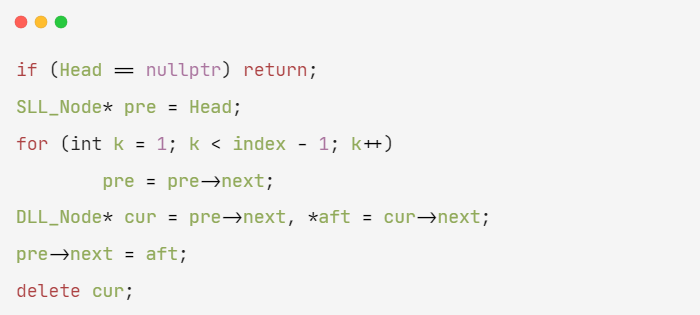 if (Head == nullptr) return;
SLL_Node* pre = Head;
for (int k = 1; k < index - 1; k++)
pre = pre->next;
DLL_Node* cur = pre->next, *aft = cur->next;
pre->next = aft;
delete cur;